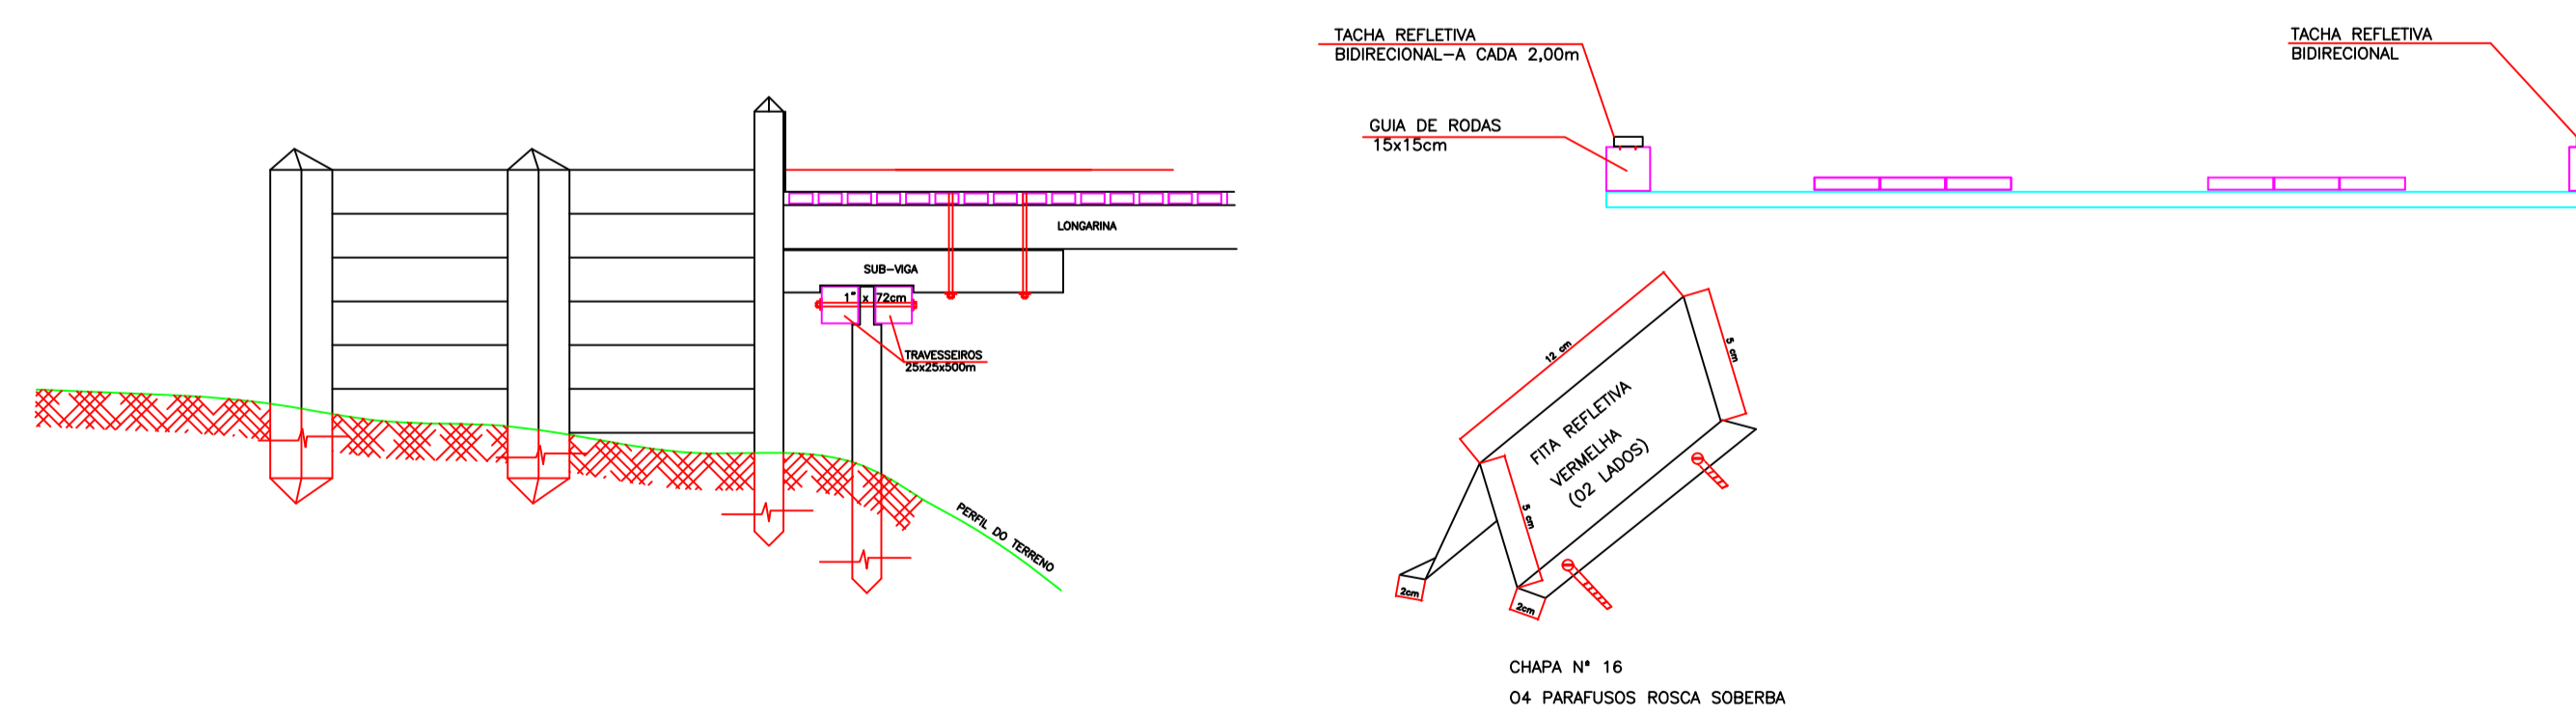 TACHA REFLETIVA
BIDIRECIONAL-A CADA 2,00m
GUIA DE RODAS
15x15cm
TACHA REFLETIVA
BIDIRECIONAL
LONGARINA
SUB-VIGA
1" x 72cm
TRAVESSEIROS
25x25x500m
PERFIL DO TERRENO
12 cm
5 cm
FITA REFLETIVA
VERMELHA
(02 LADOS)
5 cm
2cm
2cm
CHAPA N° 16
04 PARAFUSOS ROSCA SOBERBA